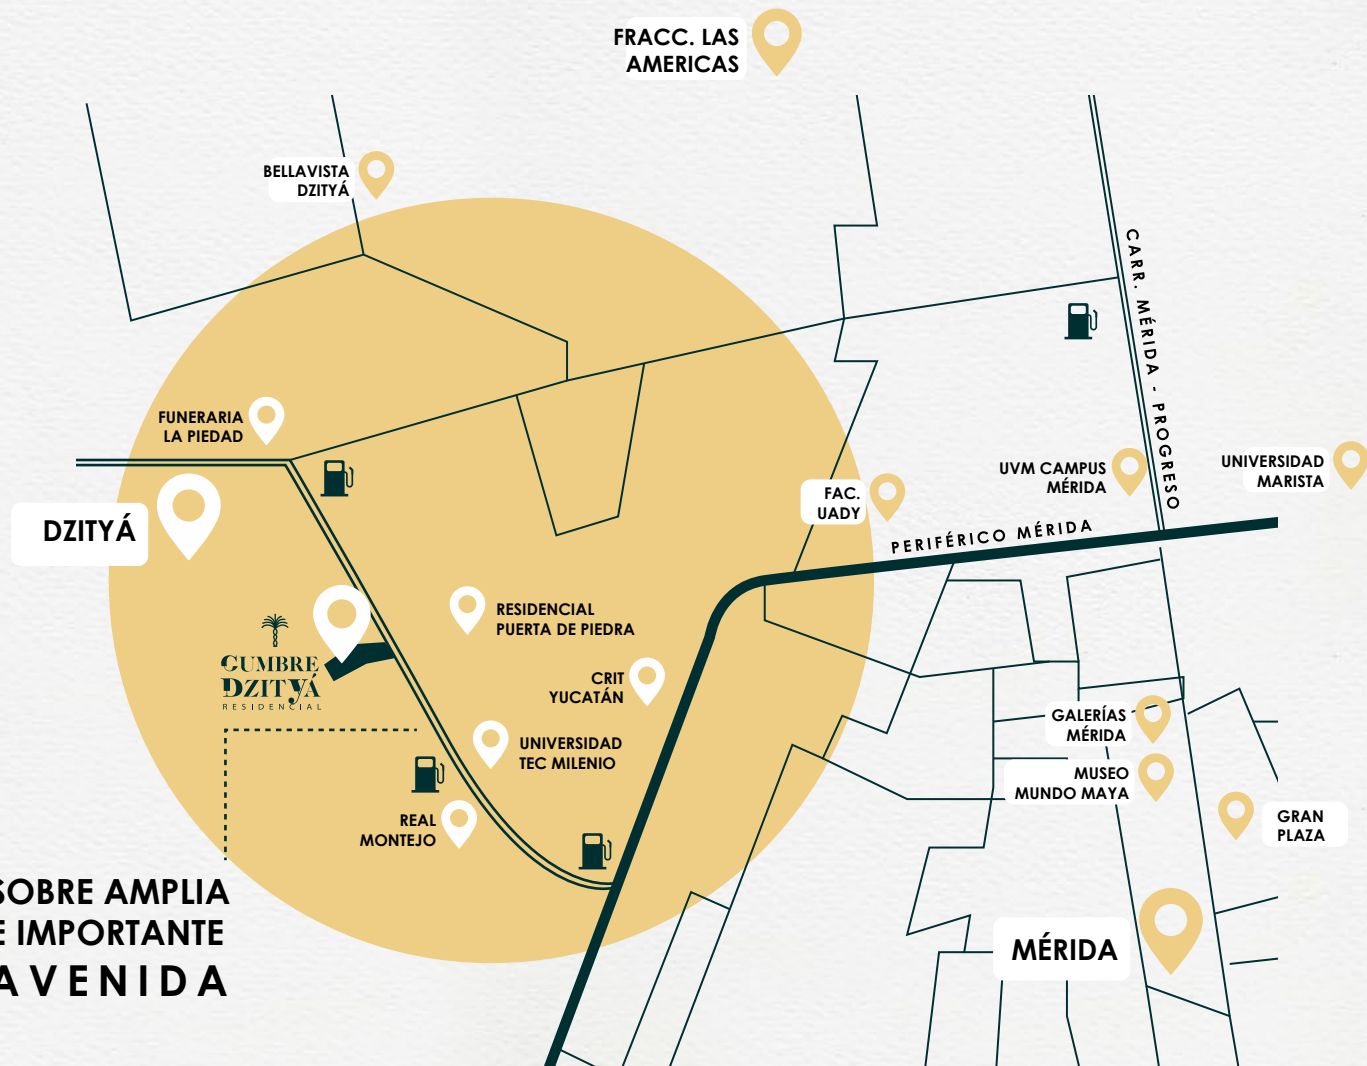 FRACC. LAS
AMERICAS
BELLAVISTA
DZITYÁ
CARR. MÉRIDA - PROGRESO
FUNERARIA
LA PIEDAD
UVM CAMPUS
MÉRIDA
UNIVERSIDAD
MARISTA
FAC.
UADY
DZITYÁ
PERIFÉRICO MÉRIDA
RESIDENCIAL
PUERTA DE PIEDRA
CUMBRE
DZITYÁ
RESIDENCIAL
CRIT
YUCATÁN
GALERÍAS
MÉRIDA
UNIVERSIDAD
TEC MILENIO
MUSEO
MUNDO MAYA
REAL
MONTEJO
GRAN
PLAZA
SOBRE AMPLIA
E IMPORTANTE
AVENIDA
MÉRIDA